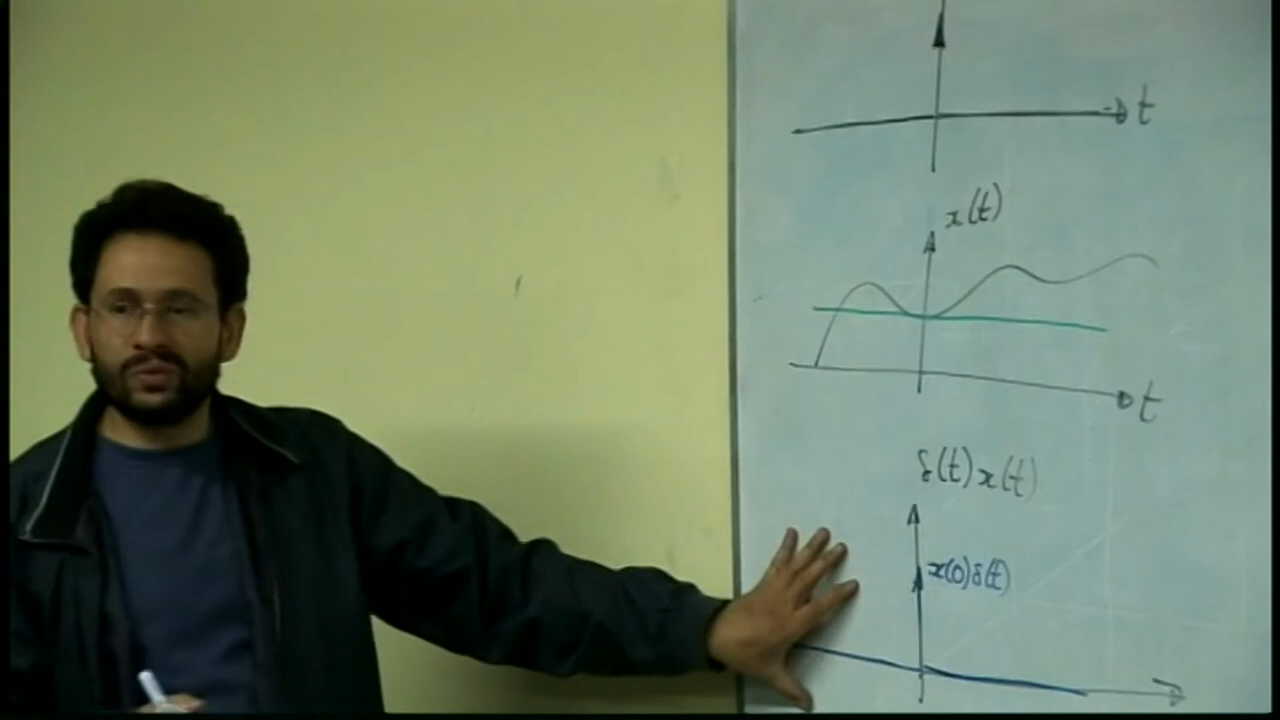 t
x(t)
t
δ(t)x(t)
x(0)δ(t)